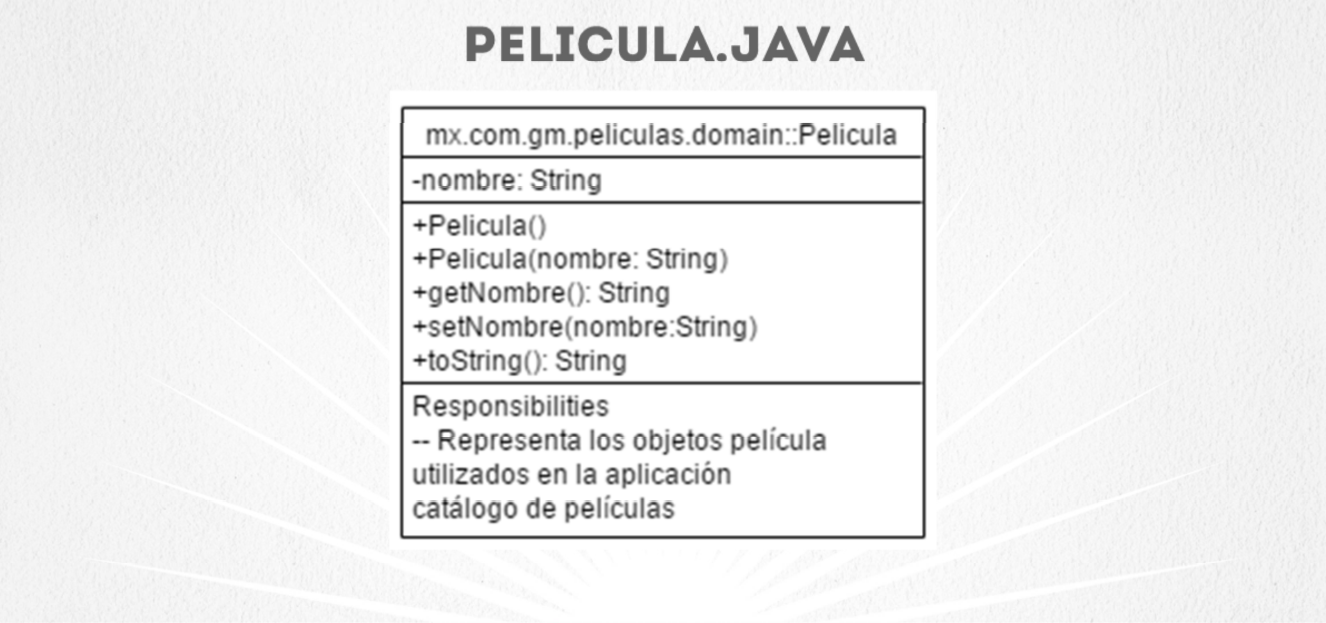 PELICULA.JAVA
mx.com.gm.peliculas.domain::Pelicula
-nombre: String
+Pelicula()
+Pelicula(nombre: String)
+getNombre(): String
+setNombre(nombre:String)
+toString(): String
Responsibilities
-- Representa los objetos película
utilizados en la aplicación
catálogo de películas